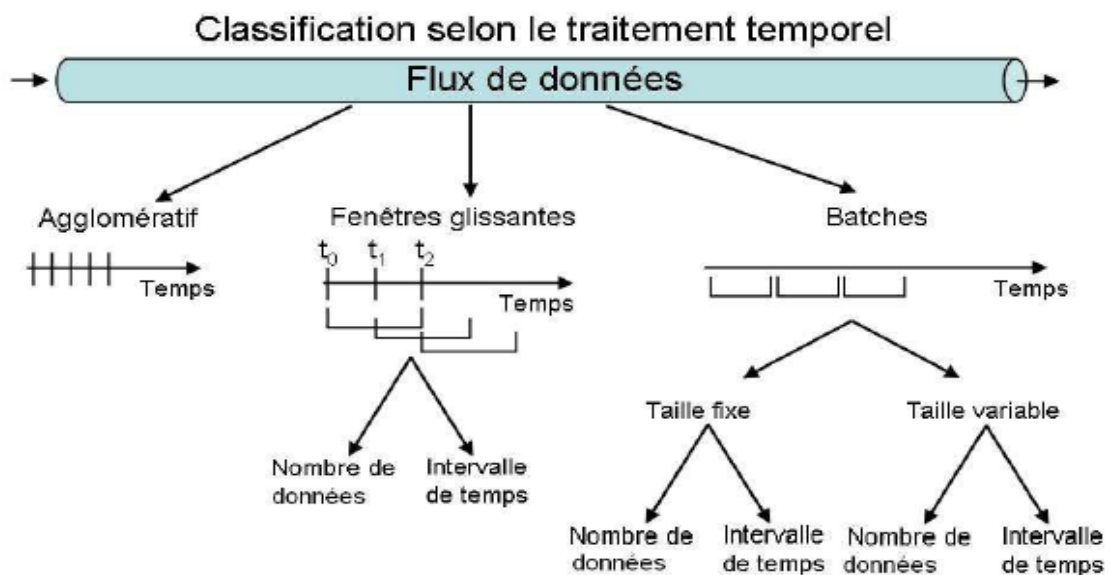 Classification selon le traitement temporel
Flux de données
Agglomératif
Temps
Fenêtres glissantes
t0 t1 t2
Temps
Batches
Temps
Nombre de
données
Intervalle
de temps
Taille fixe
Taille variable
Nombre de
données
Intervalle
de temps
Nombre de
données
Intervalle
de temps